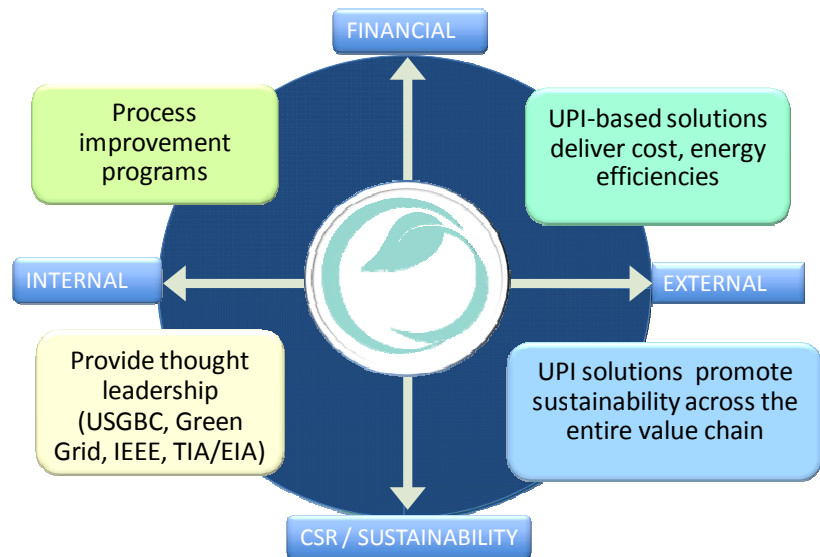 FINANCIAL
Process
improvement
programs
UPI-based solutions
deliver cost, energy
efficiencies
INTERNAL
EXTERNAL
Provide thought
leadership
(USGBC, Green
Grid, IEEE, TIA/EIA)
UPI solutions promote
sustainability across the
entire value chain
CSR / SUSTAINABILITY